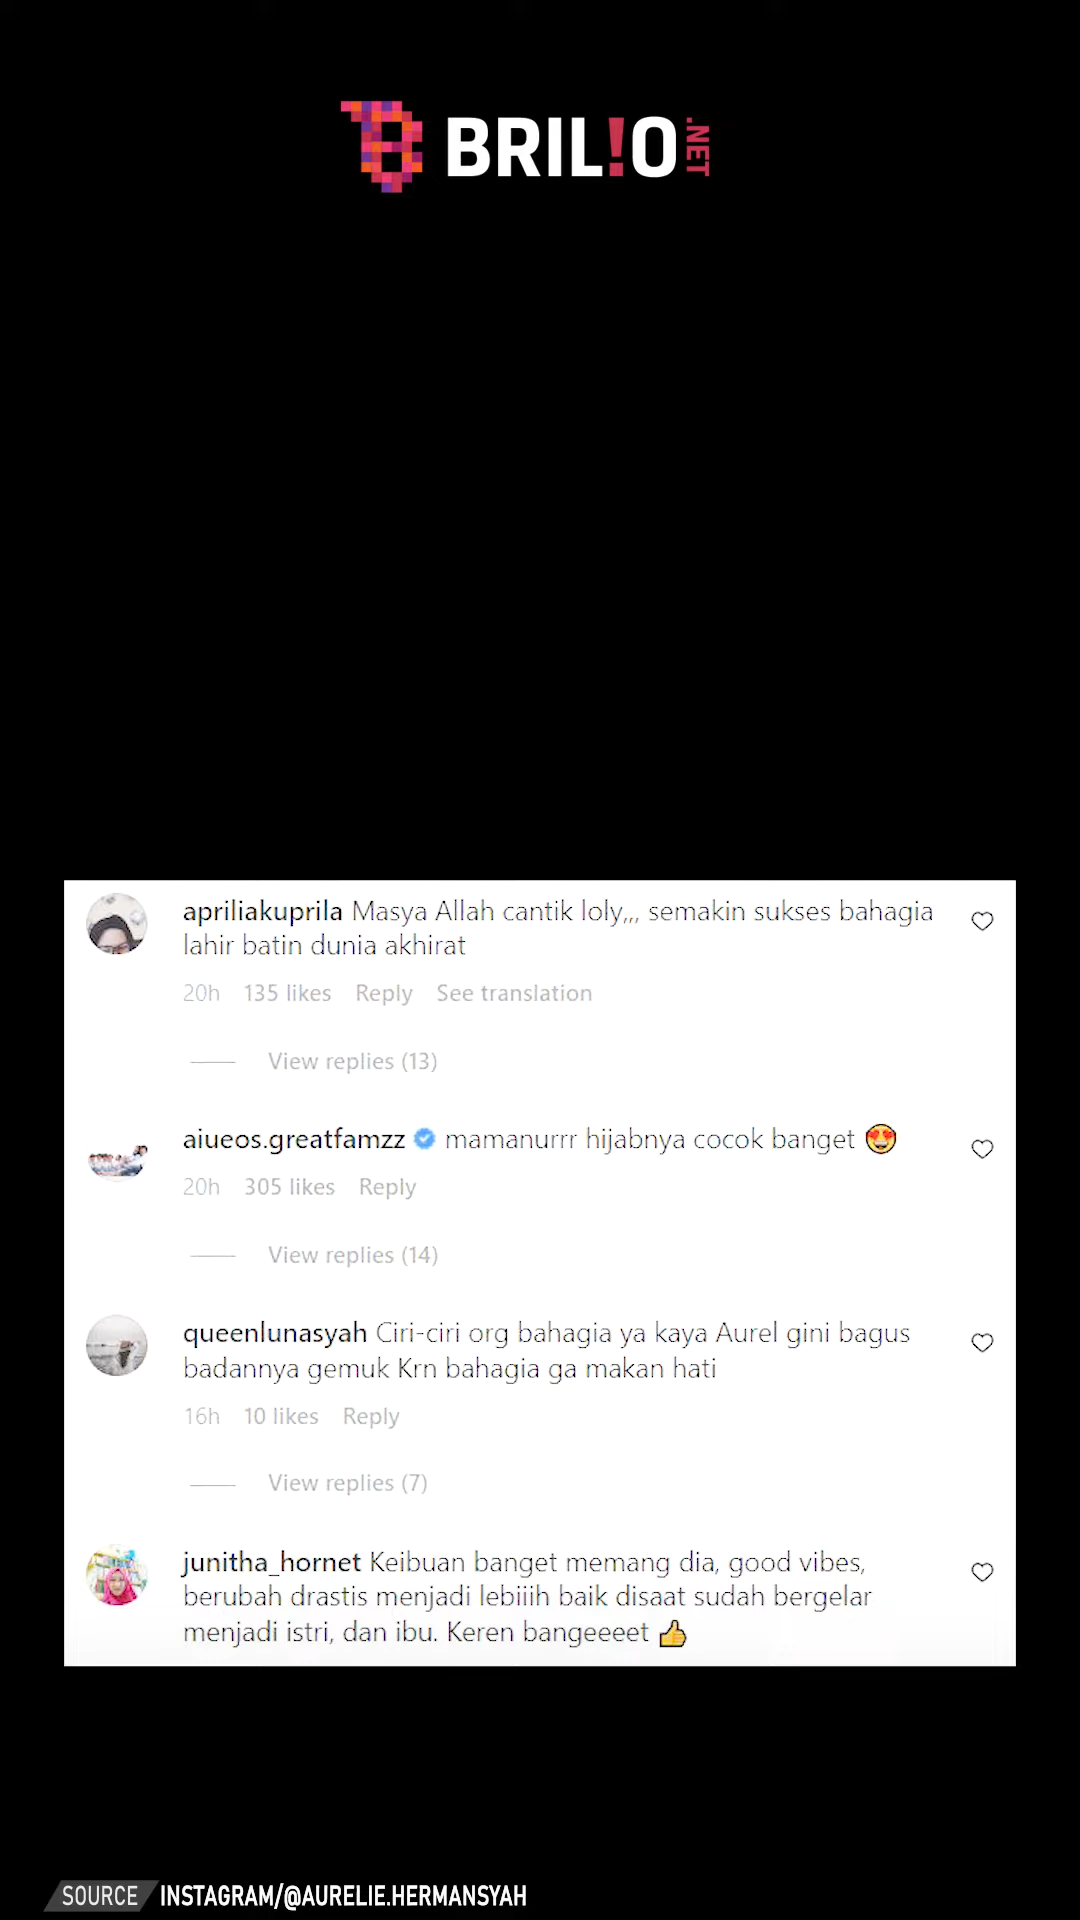 BRIL!O.NET
apriliakuprila Masya Allah cantik loly,,, semakin sukses bahagia
lahir batin dunia akhirat
20h 135 likes Reply See translation
View replies (13)
aiueos.greatfamzz mamanurrr hijabnya cocok banget 😍
20h 305 likes Reply
View replies (14)
queenlunasyah Ciri-ciri org bahagia ya kaya Aurel gini bagus
badannya gemuk Krn bahagia ga makan hati
16h 10 likes Reply
View replies (7)
junitha_hornet Keibuan banget memang dia, good vibes,
berubah drastis menjadi lebiiih baik disaat sudah bergelar
menjadi istri, dan ibu. Keren bangeeeet 👍
SOURCE INSTAGRAM/@AURELIE.HERMANSYAH